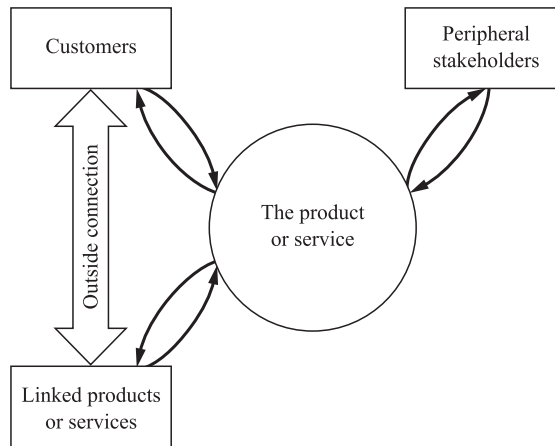 Customers
Peripheral
stakeholders
Outside connection
The product
or service
Linked products
or services